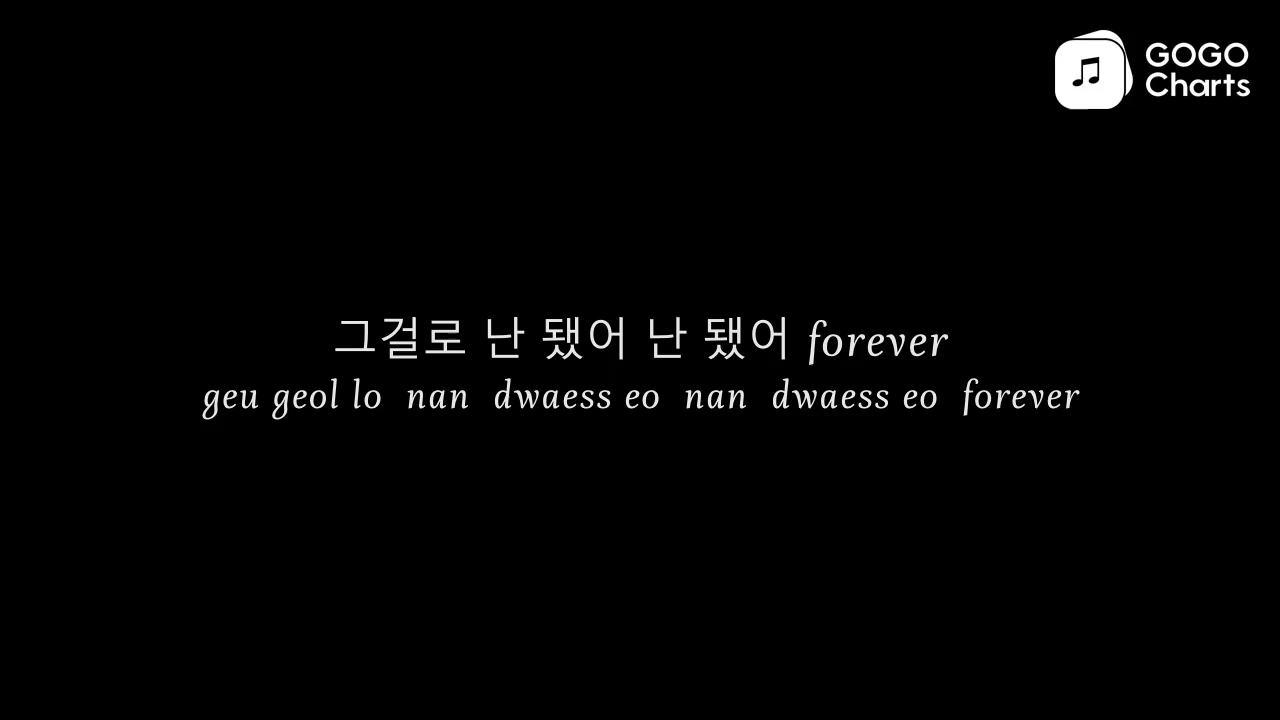 GOGO
Charts
그걸로 난 됐어 난 됐어 forever
geu geol lo nan dwaess eo nan dwaess eo forever